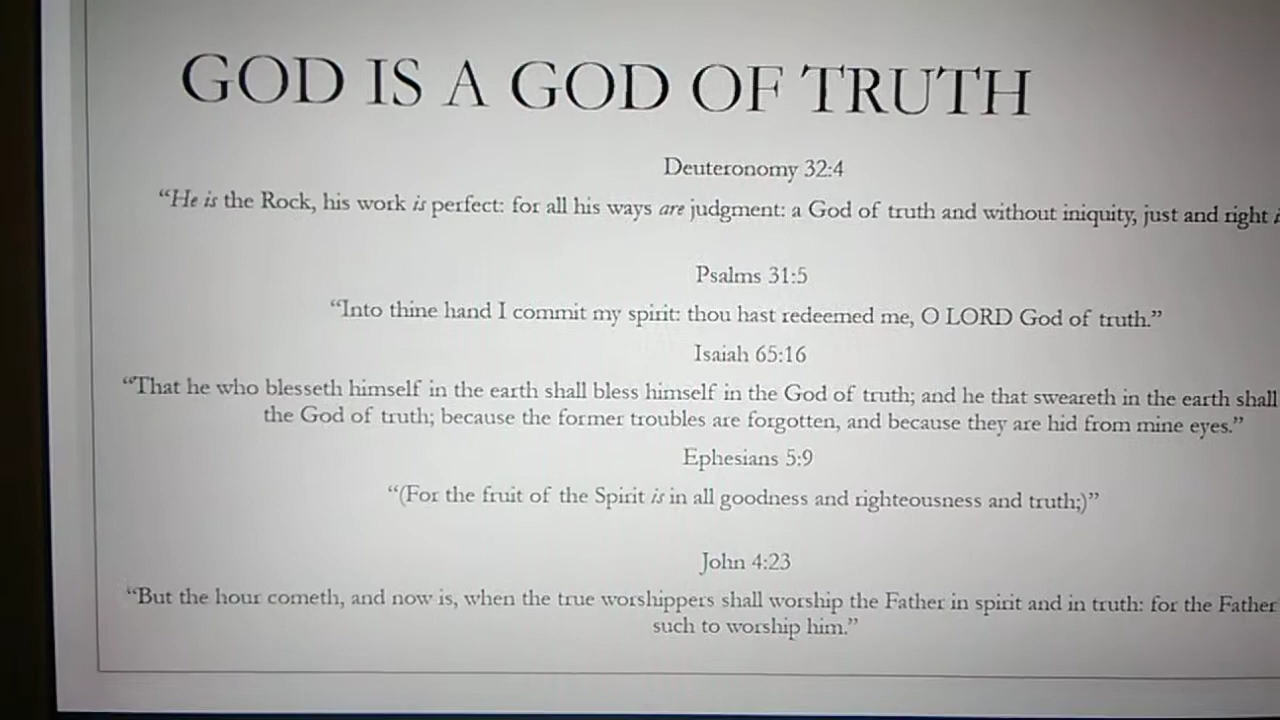 GOD IS A GOD OF TRUTH
Deuteronomy 32:4
“He is the Rock, his work is perfect: for all his ways are judgment: a God of truth and without iniquity, just and right
Psalms 31:5
“Into thine hand I commit my spirit: thou hast redeemed me, O LORD God of truth.”
Isaiah 65:16
“That he who blesseth himself in the earth shall bless himself in the God of truth; and he that sweareth in the earth shall
the God of truth; because the former troubles are forgotten, and because they are hid from mine eyes.”
Ephesians 5:9
“(For the fruit of the Spirit is in all goodness and righteousness and truth;)”
John 4:23
“But the hour cometh, and now is, when the true worshippers shall worship the Father in spirit and in truth: for the Father
such to worship him.”